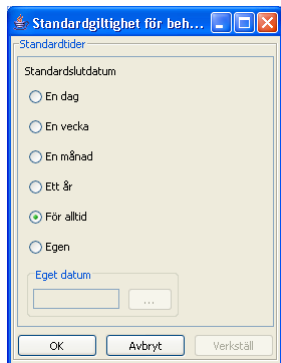 Standardgiltighet för beh...
Standardtider
Standardslutdatum
En dag
En vecka
En månad
Ett år
För alltid
Egen
Eget datum
...
OK Avbryt Verkställ